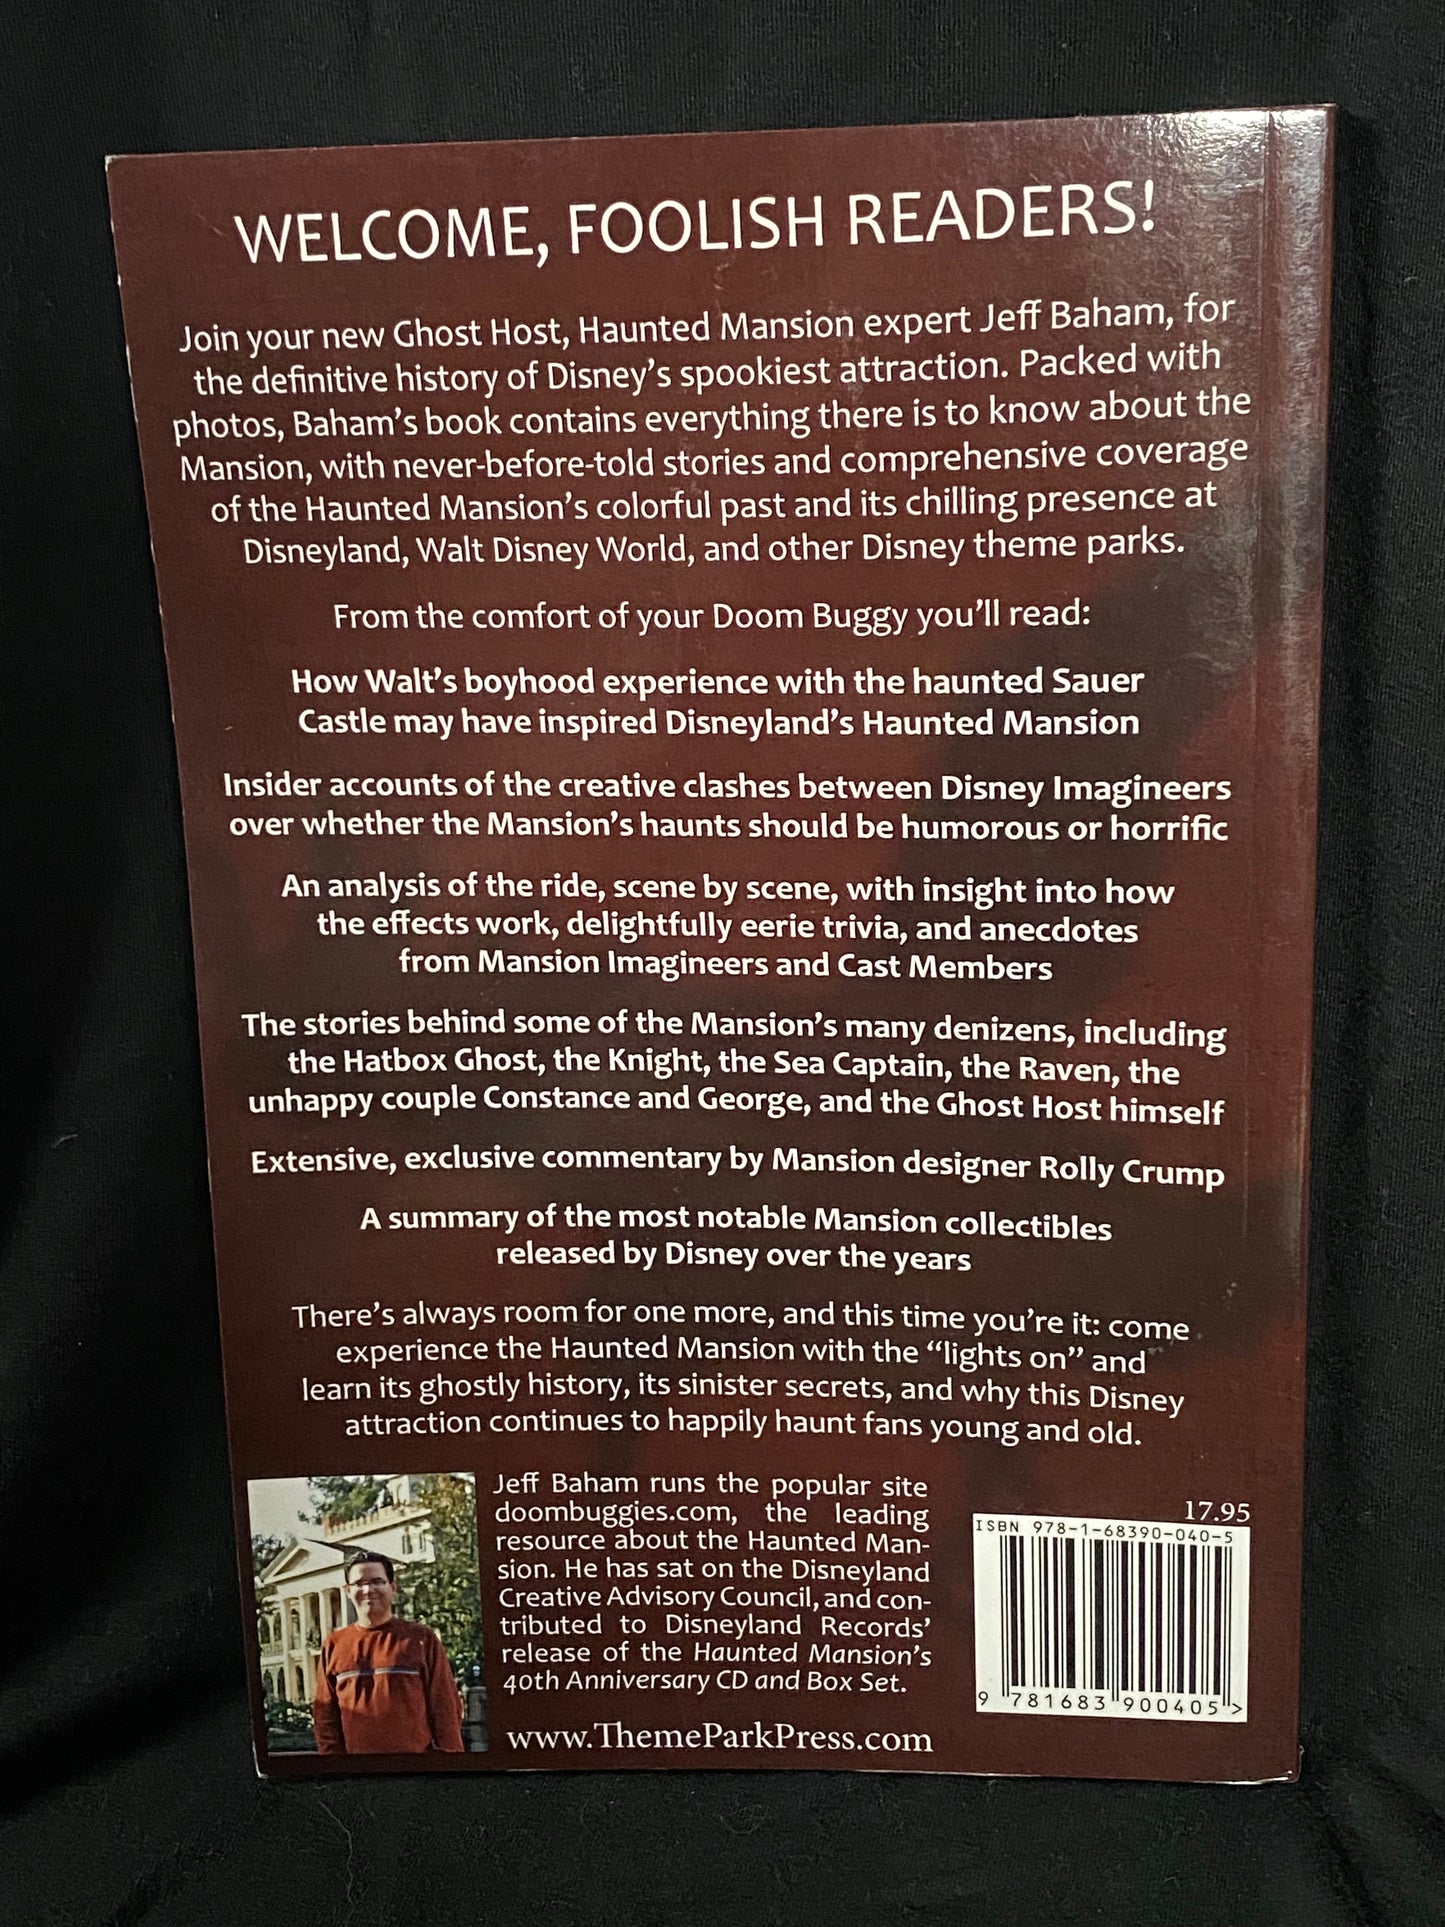 WELCOME, FOOLISH READERS!
Join your new Ghost Host, Haunted Mansion expert Jeff Baham, for
the definitive history of Disney's spookiest attraction. Packed with
photos, Baham's book contains everything there is to know about the
Mansion, with never-before-told stories and comprehensive coverage
of the Haunted Mansion's colorful past and its chilling presence at
Disneyland, Walt Disney World, and other Disney theme parks.
From the comfort of your Doom Buggy you'll read:
How Walt's boyhood experience with the haunted Sauer
Castle may have inspired Disneyland's Haunted Mansion
Insider accounts of the creative clashes between Disney Imagineers
over whether the Mansion's haunts should be humorous or horrific
An analysis of the ride, scene by scene, with insight into how
the effects work, delightfully eerie trivia, and anecdotes
from Mansion Imagineers and Cast Members
The stories behind some of the Mansion's many denizens, including
the Hatbox Ghost, the Knight, the Sea Captain, the Raven, the
unhappy couple Constance and George, and the Ghost Host himself
Extensive, exclusive commentary by Mansion designer Rolly Crump
A summary of the most notable Mansion collectibles
released by Disney over the years
There's always room for one more, and this time you're it: come
experience the Haunted Mansion with the “lights on” and
learn its ghostly history, its sinister secrets, and why this Disney
attraction continues to happily haunt fans young and old.
Jeff Baham runs the popular site
doombuggies.com, the leading
resource about the Haunted Man-
sion. He has sat on the Disneyland
Creative Advisory Council, and con-
tributed to Disneyland Records'
release of the Haunted Mansion's
40th Anniversary CD and Box Set.
www.ThemeParkPress.com
17.95
ISBN 978-1-68390-040-5
9 781683 900405 >